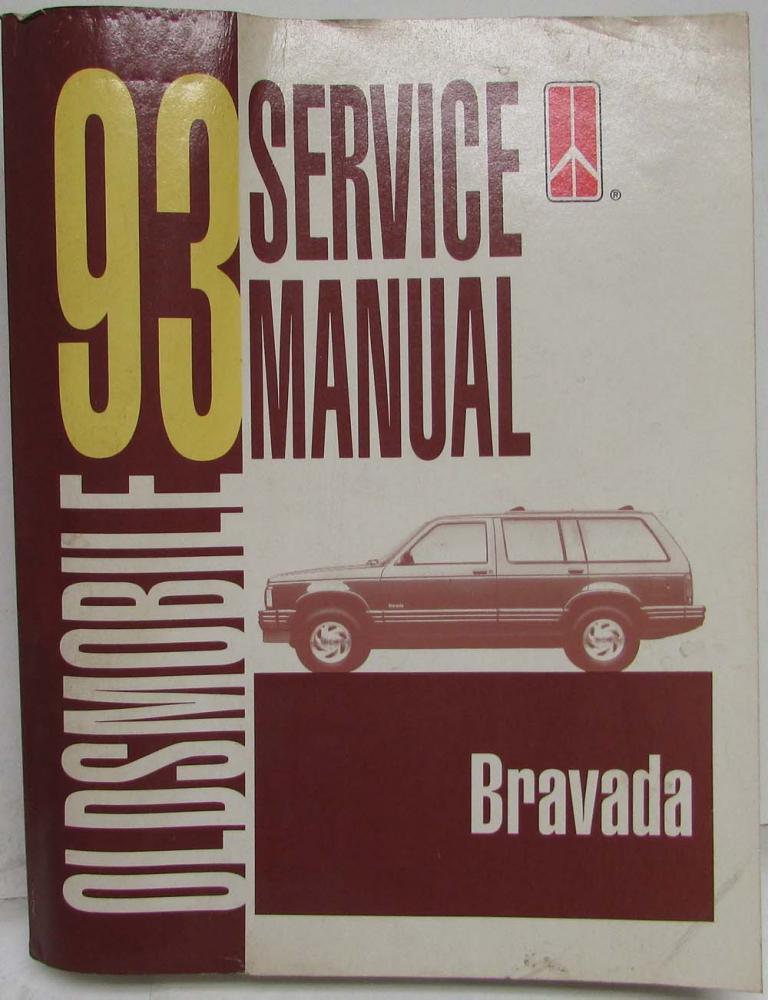 93
SERVICE
MANUAL
®
OLDSMOBILE
Bravada